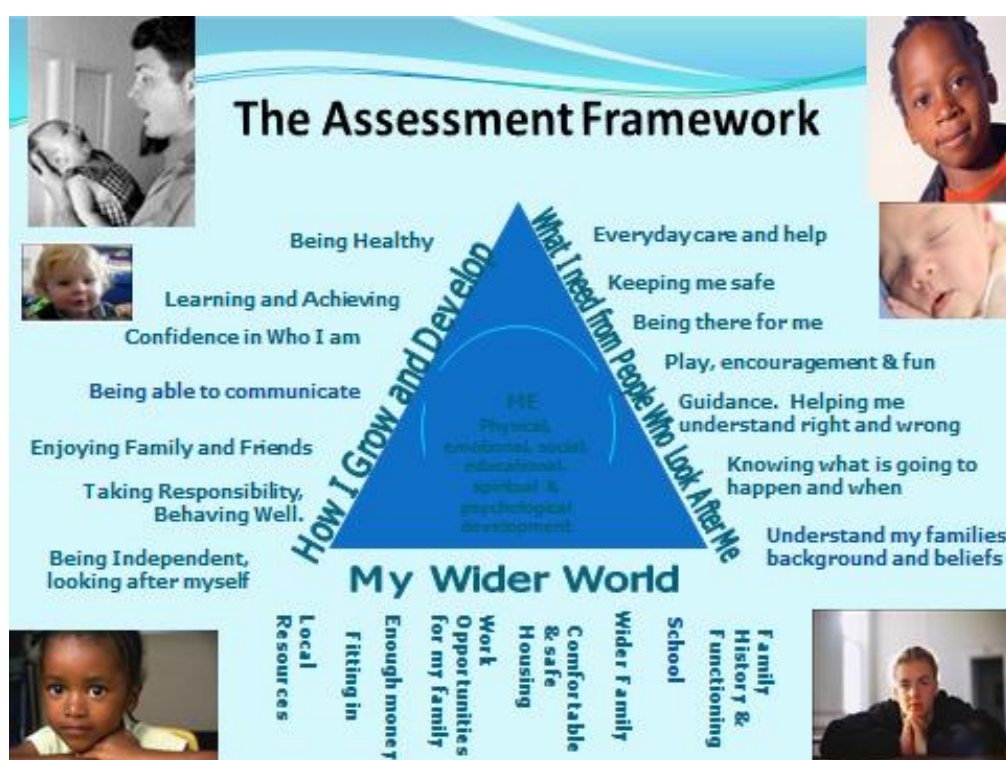 The Assessment Framework
Being Healthy
Learning and Achieving
Confidence in Who I am
Being able to communicate
Enjoying Family and Friends
Taking Responsibility,
Behaving Well.
Being Independent,
looking after myself
How I Grow and Develop
What I need from People Who Look After Me
Everyday care and help
Keeping me safe
Being there for me
Play, encouragement & fun
Guidance. Helping me
understand right and wrong
Knowing what is going to
happen and when
Understand my families
background and beliefs
ME
Physical,
emotional, social,
educational,
spiritual &
psychological
development
My Wider World
Local
Resources
Fitting in
Enough money
Work
Opportunities
for my family
Comfortable
& safe
Housing
Wider Family
School
Family
History &
Functioning